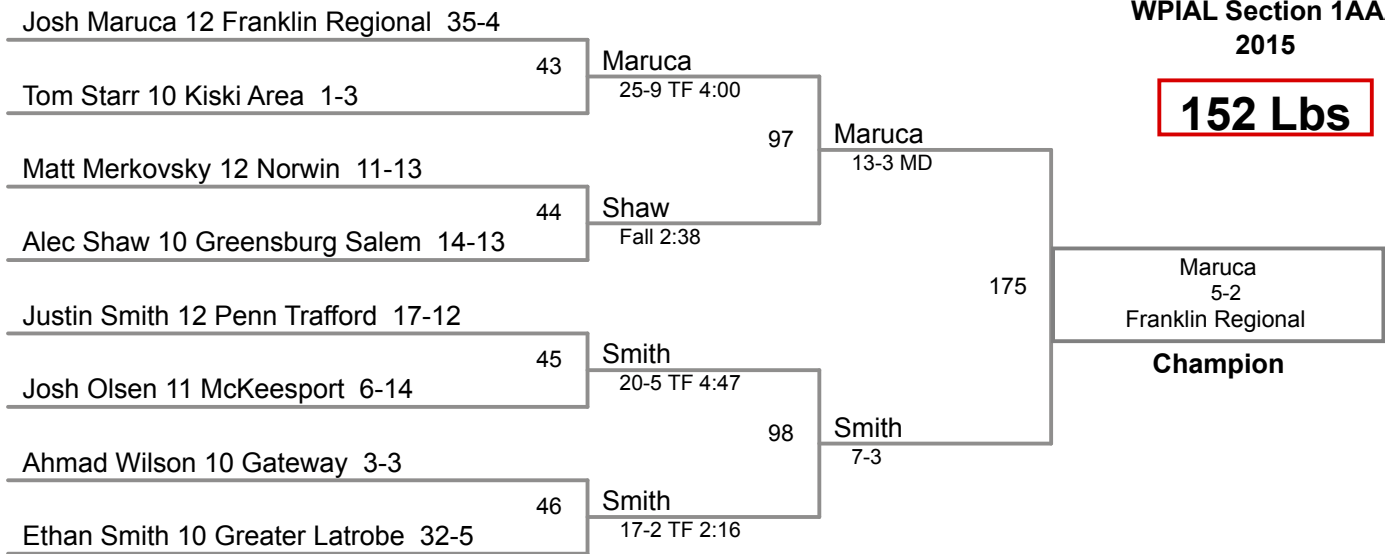 WPIAL Section 1AA
2015
152 Lbs
Josh Maruca 12 Franklin Regional 35-4
43
Tom Starr 10 Kiski Area 1-3
Maruca
25-9 TF 4:00
Matt Merkovsky 12 Norwin 11-13
44
Alec Shaw 10 Greensburg Salem 14-13
Shaw
Fall 2:38
97
Maruca
13-3 MD
Justin Smith 12 Penn Trafford 17-12
45
Josh Olsen 11 McKeesport 6-14
Smith
20-5 TF 4:47
Ahmad Wilson 10 Gateway 3-3
46
Ethan Smith 10 Greater Latrobe 32-5
Smith
17-2 TF 2:16
98
Smith
7-3
175
Maruca
5-2
Franklin Regional
Champion